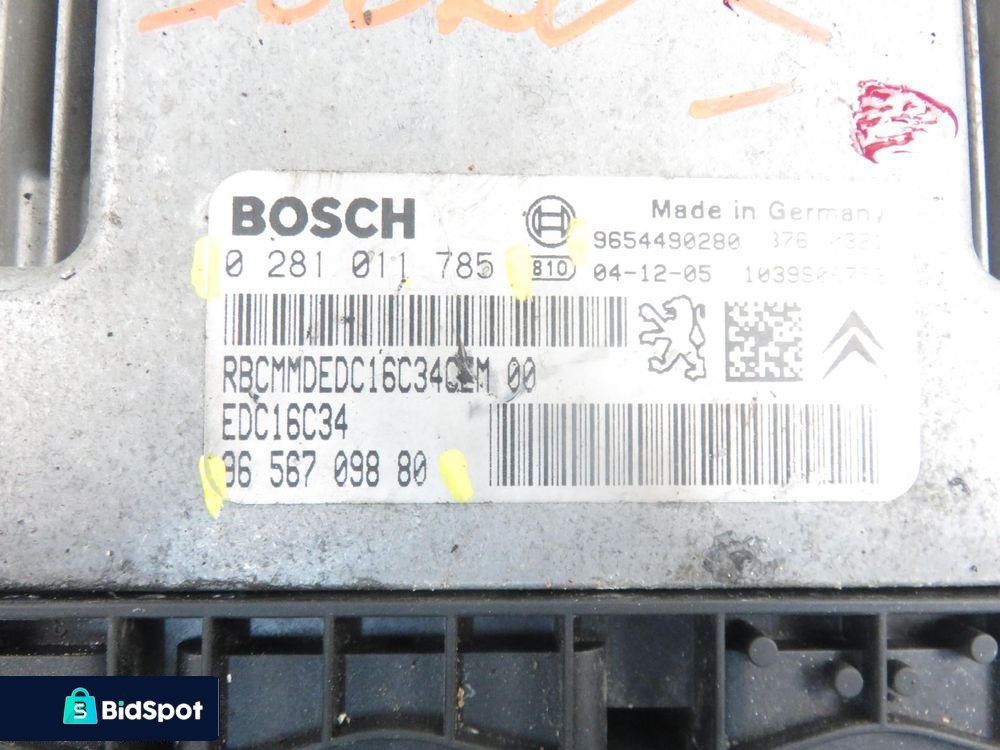 BOSCH
Made in Germany
9654490280
0 281 011 785
810
04-12-05
RBCMMDEDC16C34 00
EDC16C34
96 567 098 80
BidSpot